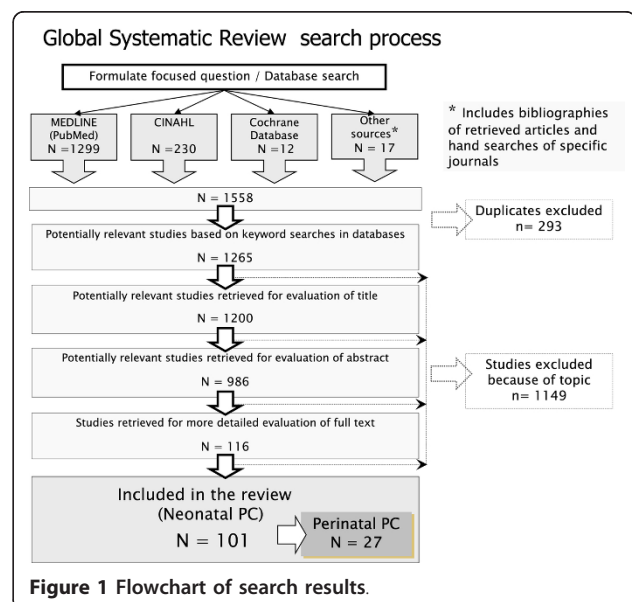 Global Systematic Review search process
Formulate focused question / Database search
MEDLINE
(PubMed)
N =1299
CINAHL
N =230
Cochrane
Database
N = 12
Other
sources*
N = 17
* Includes bibliographies
of retrieved articles and
hand searches of specific
journals
N = 1558
Duplicates excluded
n= 293
Potentially relevant studies based on keyword searches in databases
N = 1265
Potentially relevant studies retrieved for evaluation of title
N = 1200
Potentially relevant studies retrieved for evaluation of abstract
N = 986
Studies excluded
because of topic
n= 1149
Studies retrieved for more detailed evaluation of full text
N = 116
Included in the review
(Neonatal PC)
N = 101
Perinatal PC
N = 27
Figure 1 Flowchart of search results.